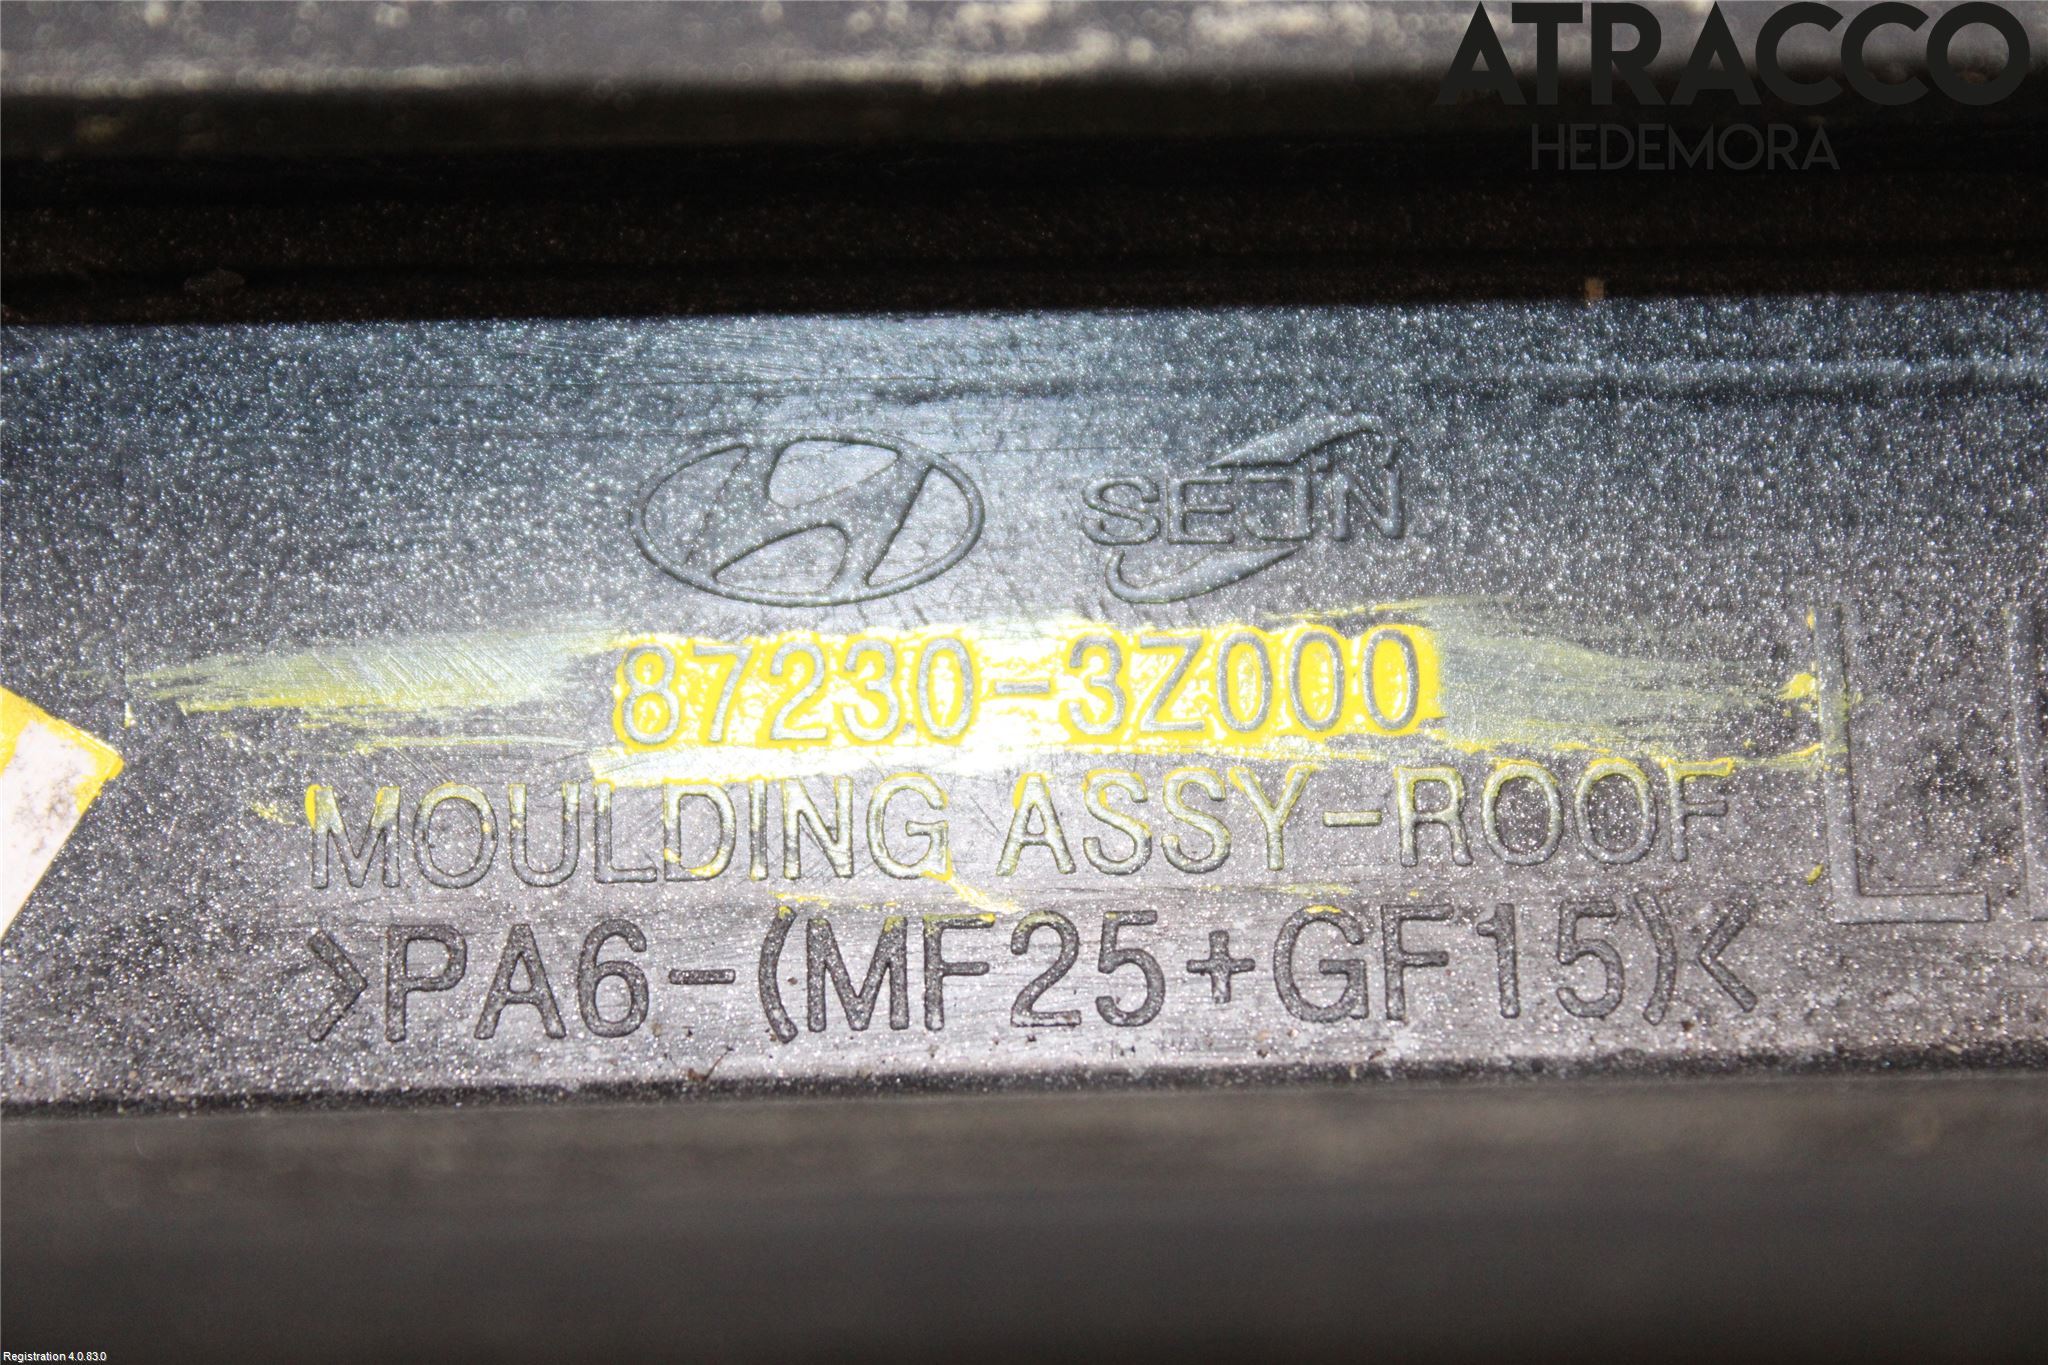 ATRACCO
HEDEMORA
SEJIN
87230-3Z000
MOULDING ASSY-ROOF
>PA6-(MF25+GF15)<
L
Registration 4.0.83.0